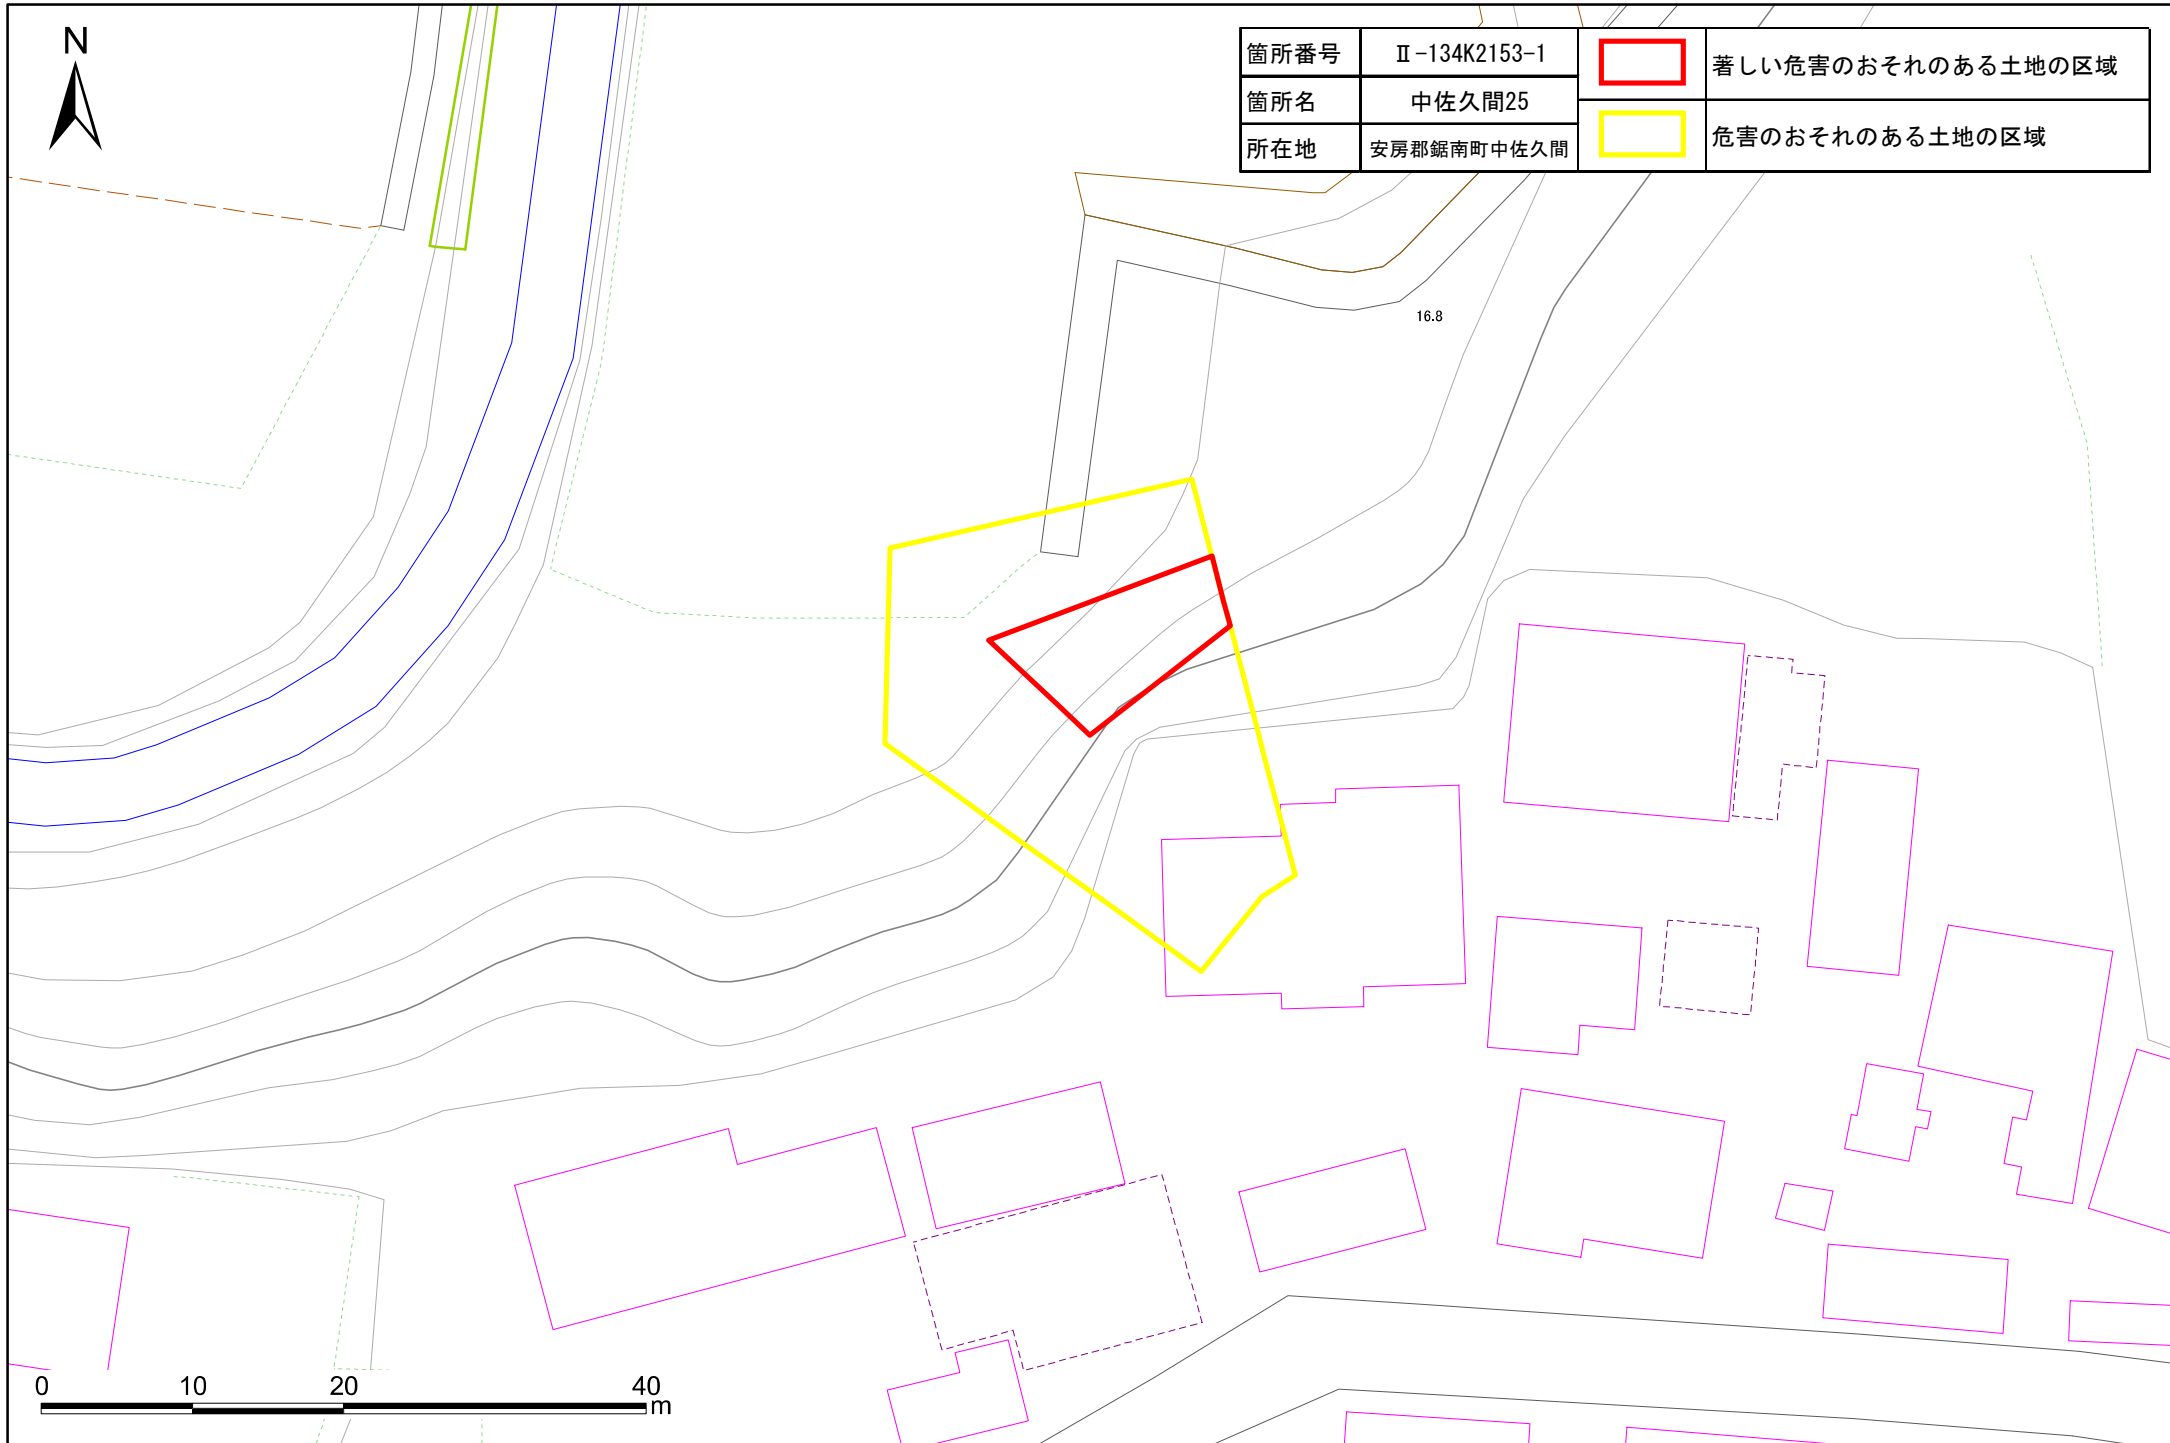 N
箇所番号 Ⅱ-134K2153-1
箇所名 中佐久間25
所在地 安房郡鋸南町中佐久間
著しい危害のおそれのある土地の区域
危害のおそれのある土地の区域
16.8
0 10 20 40 m